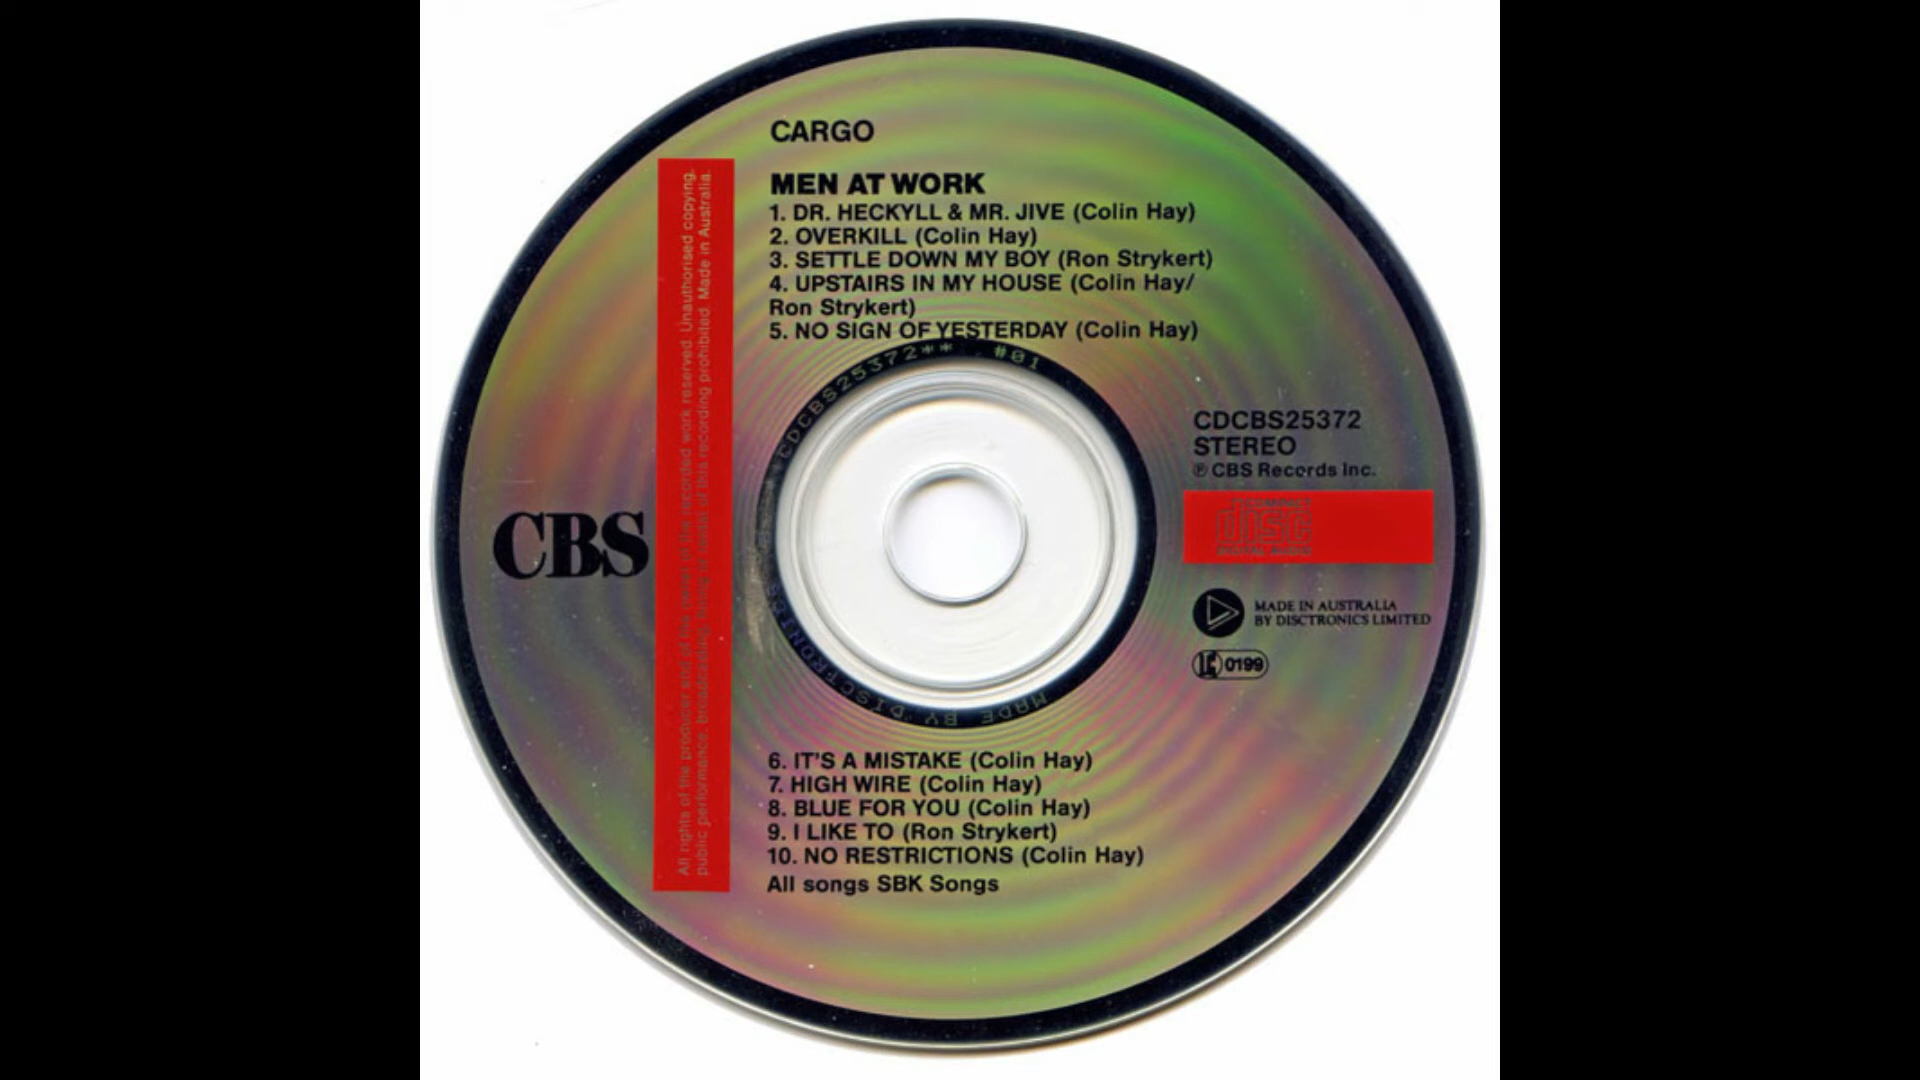 CARGO
MEN AT WORK
1. DR. HECKYLL & MR. JIVE (Colin Hay)
2. OVERKILL (Colin Hay)
3. SETTLE DOWN MY BOY (Ron Strykert)
4. UPSTAIRS IN MY HOUSE (Colin Hay/
Ron Strykert)
5. NO SIGN OF YESTERDAY (Colin Hay)
CDCBS25372** #01
CDCBS25372
STEREO
℗ CBS Records Inc.
COMPACT
disc
DIGITAL AUDIO
CBS
MADE IN AUSTRALIA
BY DISCTRONICS LIMITED
LC 0199
MADE BY DISCTRONICS
6. IT'S A MISTAKE (Colin Hay)
7. HIGH WIRE (Colin Hay)
8. BLUE FOR YOU (Colin Hay)
9. I LIKE TO (Ron Strykert)
10. NO RESTRICTIONS (Colin Hay)
All songs SBK Songs
All rights of the producer and of the owner of the recorded work reserved. Unauthorised copying,
public performance, broadcasting, of this recording prohibited. Made in Australia.